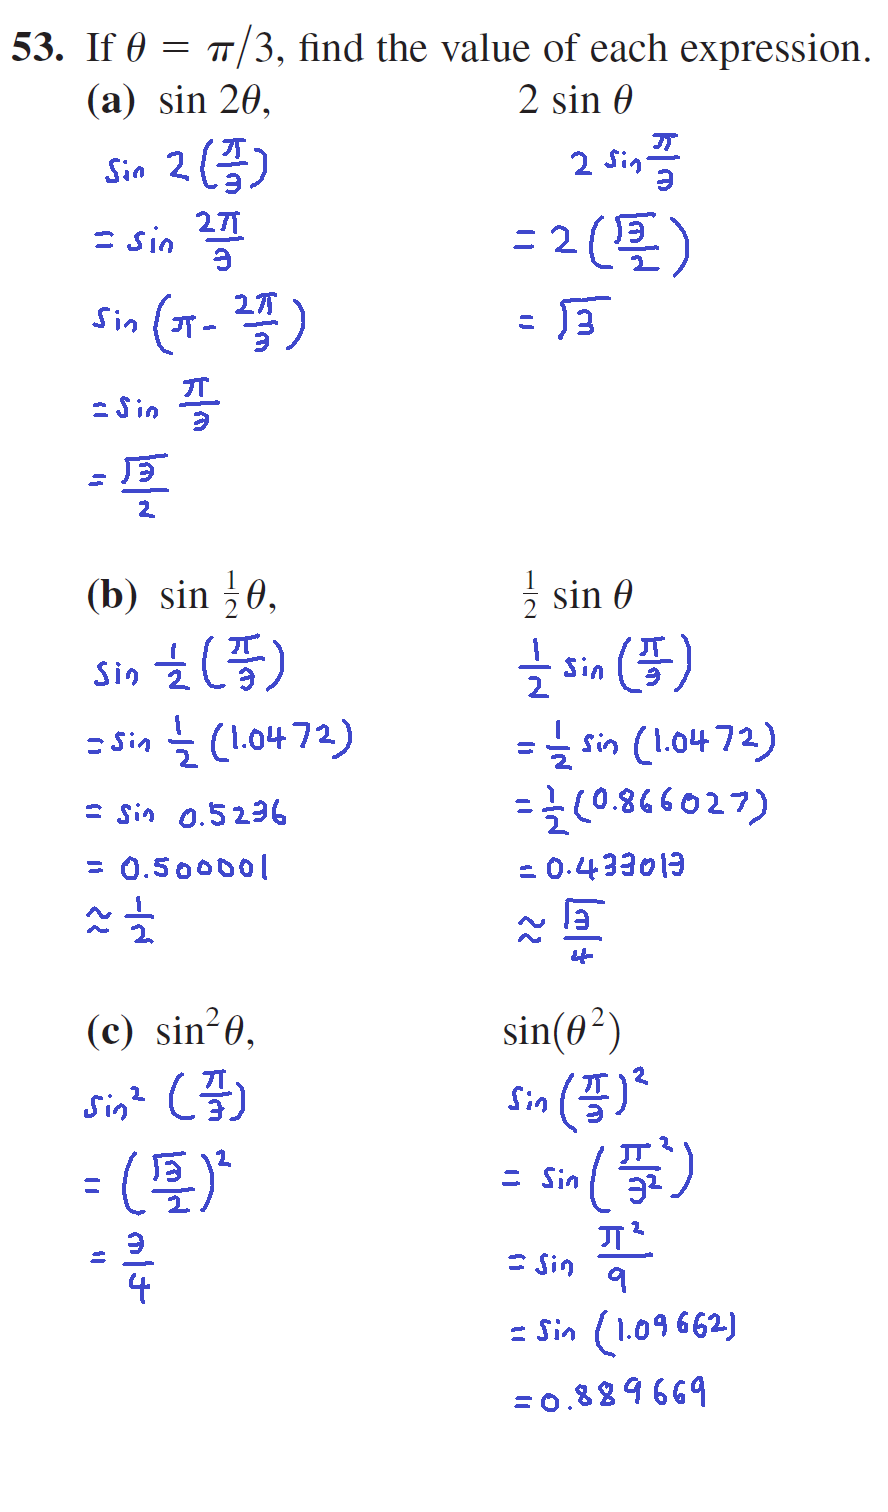 53. If θ = π/3, find the value of each expression.
(a) sin 2θ, 2 sin θ
sin 2(π/3) 2 sin π/3
= sin 2π/3 = 2(√3/2)
sin (π - 2π/3) = √3
= sin π/3
= √3/2
(b) sin 1/2 θ, 1/2 sin θ
sin 1/2 (π/3) 1/2 sin (π/3)
= sin 1/2 (1.0472) = 1/2 sin (1.0472)
= sin 0.5236 = 1/2 (0.866027)
= 0.500001 = 0.433013
≈ 1/2 ≈ √3/4
(c) sin²θ, sin(θ²)
sin² (π/3) sin (π/3)²
= (√3/2)² = sin (π²/3²)
= 3/4 = sin π²/9
= sin (1.09662)
= 0.889669